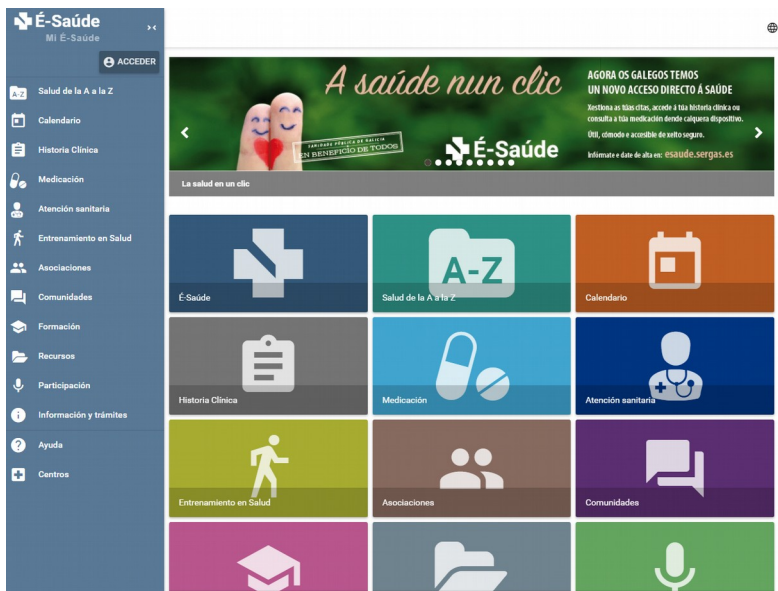 É-Saúde
Mi É-Saúde
ACCEDER
A-Z
Salud de la A a la Z
Calendario
Historia Clínica
Medicación
Atención sanitaria
Entrenamiento en Salud
Asociaciones
Comunidades
Formación
Recursos
Participación
Información y trámites
Ayuda
Centros
A saúde nun clic
SANIDADE PÚBLICA DE GALICIA
EN BENEFICIO DE TODOS
É-Saúde
AGORA OS GALEGOS TEMOS
UN NOVO ACCESO DIRECTO Á SAÚDE
Xestiona as túas citas, accede á túa historia clínica ou
consulta a túa medicación dende calquera dispositivo.
Útil, cómodo e accesible de xeito seguro.
Infórmate e date de alta en: esaude.sergas.es
La salud en un clic
É-Saúde
A-Z
Salud de la A a la Z
Calendario
Historia Clínica
Medicación
Atención sanitaria
Entrenamiento en Salud
Asociaciones
Comunidades